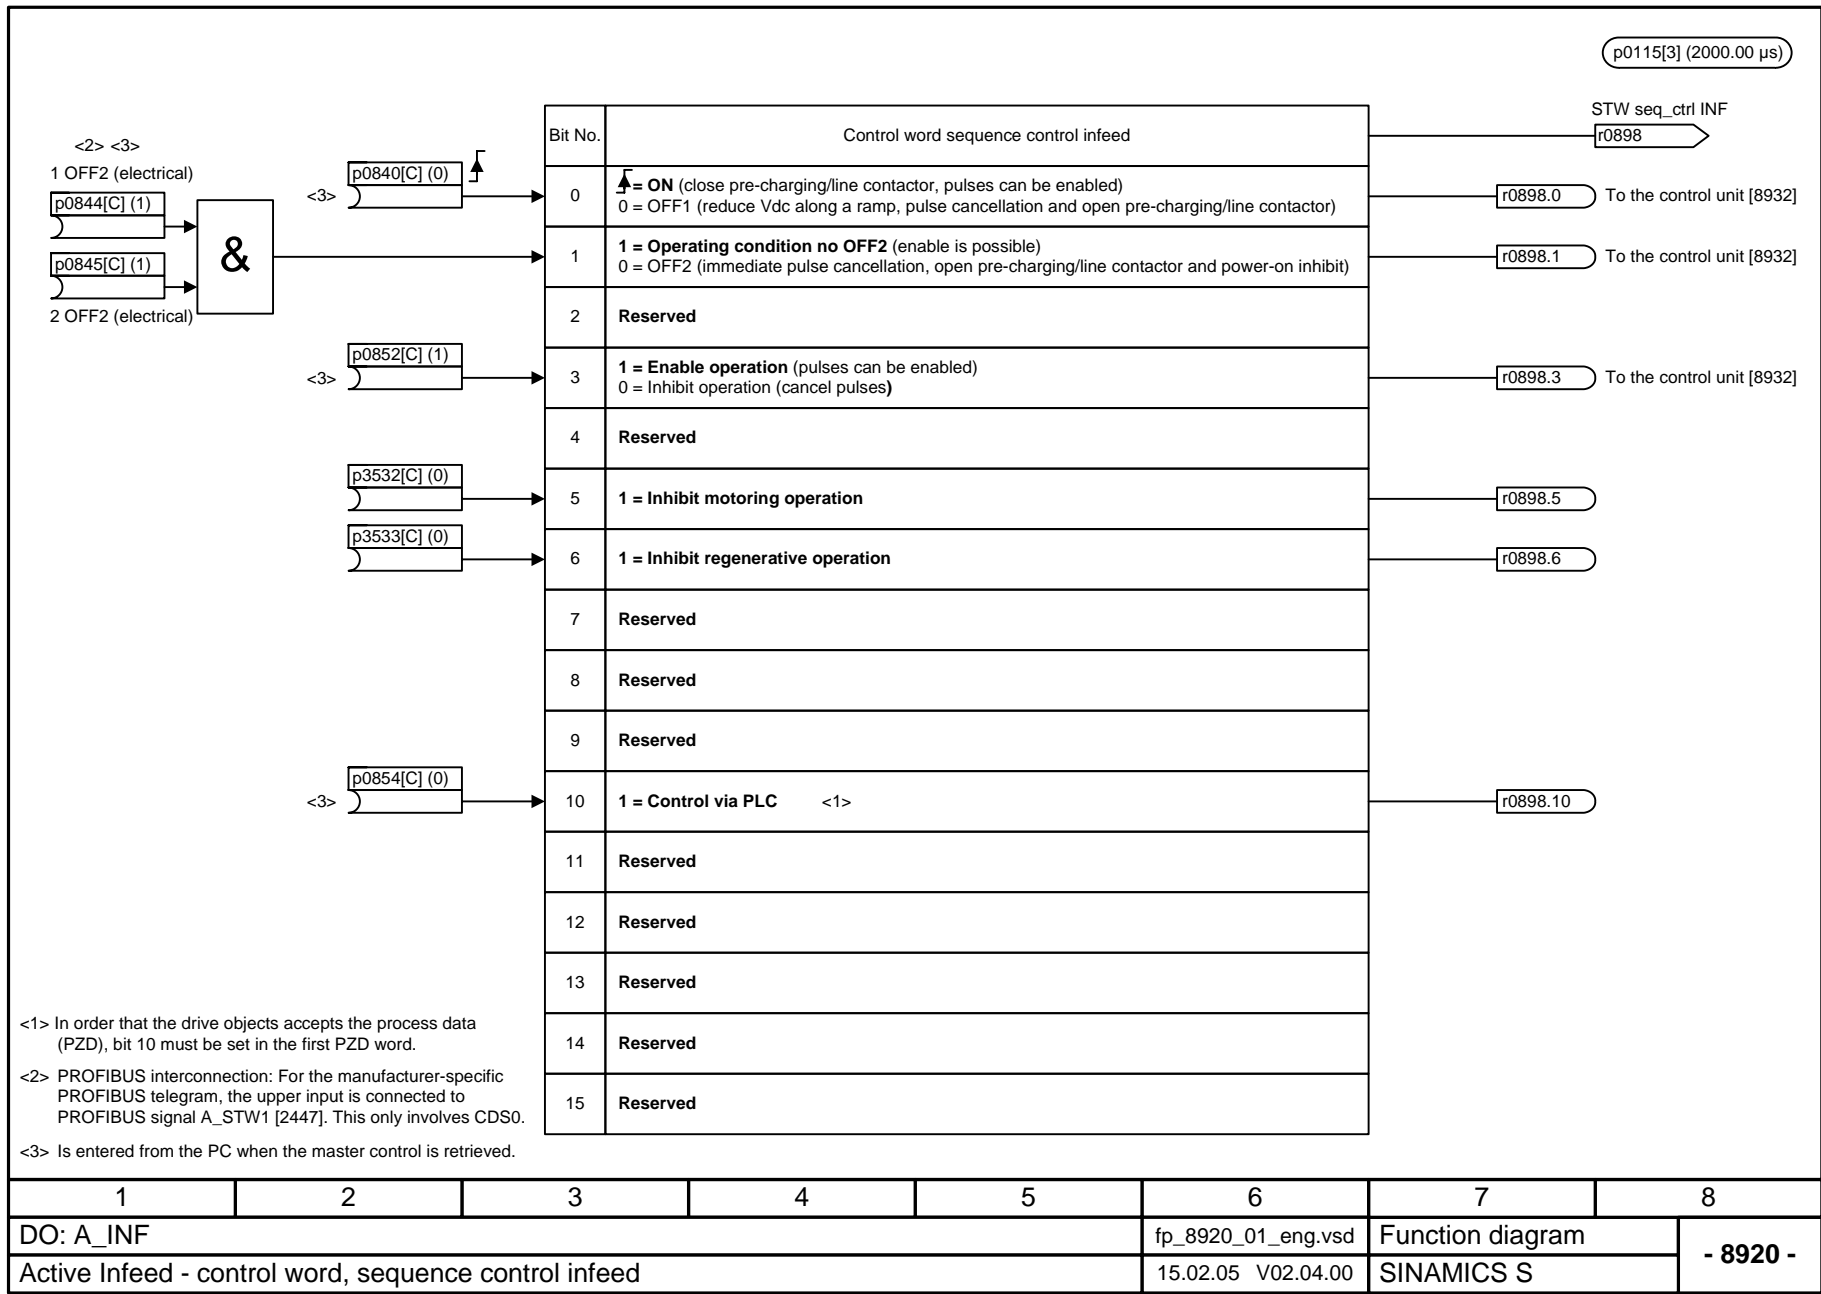 p0115[3] (2000.00 µs)
STW seq_ctrl INF
r0898
Bit No.
Control word sequence control infeed
<2> <3>
1 OFF2 (electrical)
p0844[C] (1)
p0845[C] (1)
2 OFF2 (electrical)
&
<3>
p0840[C] (0)
0
= ON (close pre-charging/line contactor, pulses can be enabled)
0 = OFF1 (reduce Vdc along a ramp, pulse cancellation and open pre-charging/line contactor)
r0898.0
To the control unit [8932]
1
1 = Operating condition no OFF2 (enable is possible)
0 = OFF2 (immediate pulse cancellation, open pre-charging/line contactor and power-on inhibit)
r0898.1
To the control unit [8932]
2
Reserved
<3>
p0852[C] (1)
3
1 = Enable operation (pulses can be enabled)
0 = Inhibit operation (cancel pulses)
r0898.3
To the control unit [8932]
4
Reserved
p3532[C] (0)
5
1 = Inhibit motoring operation
r0898.5
p3533[C] (0)
6
1 = Inhibit regenerative operation
r0898.6
7
Reserved
8
Reserved
9
Reserved
<3>
p0854[C] (0)
10
1 = Control via PLC <1>
r0898.10
11
Reserved
12
Reserved
13
Reserved
14
Reserved
15
Reserved
<1> In order that the drive objects accepts the process data
(PZD), bit 10 must be set in the first PZD word.
<2> PROFIBUS interconnection: For the manufacturer-specific
PROFIBUS telegram, the upper input is connected to
PROFIBUS signal A_STW1 [2447]. This only involves CDS0.
<3> Is entered from the PC when the master control is retrieved.
1 2 3 4 5 6 7 8
DO: A_INF
fp_8920_01_eng.vsd
Function diagram
- 8920 -
Active Infeed - control word, sequence control infeed
15.02.05 V02.04.00
SINAMICS S